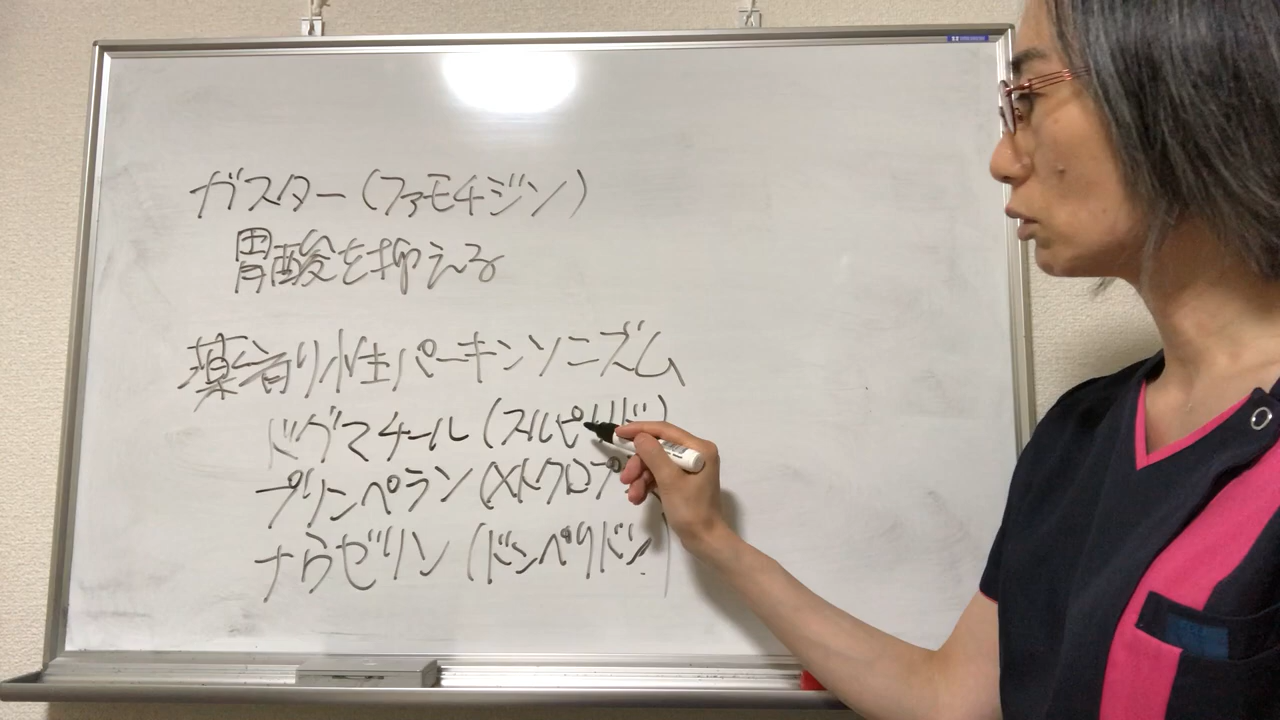 ガスター(ファモチジン)
胃酸を抑える
薬剤性パーキンソニズム
ドグマチール(スルピリド)
プリンペラン(メトクロプ
ナウゼリン(ドンペリドン)